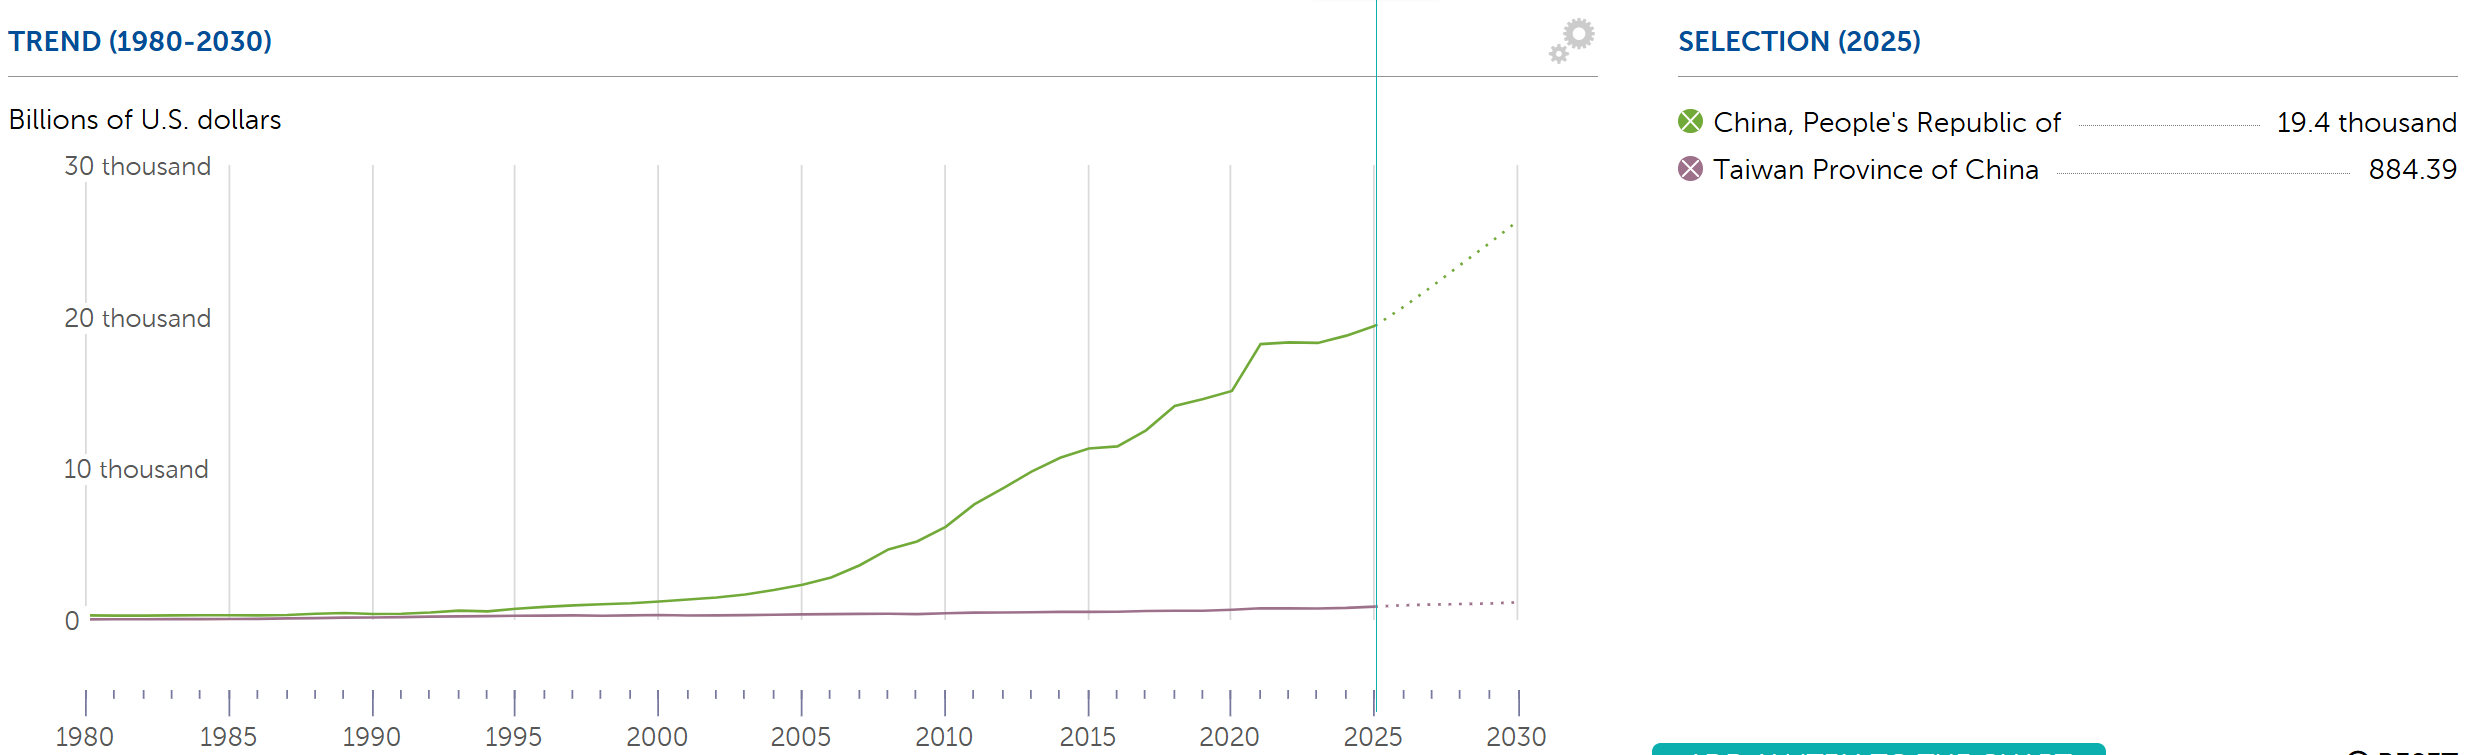 TREND (1980-2030)
SELECTION (2025)
Billions of U.S. dollars
China, People's Republic of 19.4 thousand
Taiwan Province of China 884.39
30 thousand
20 thousand
10 thousand
0
1980 1985 1990 1995 2000 2005 2010 2015 2020 2025 2030